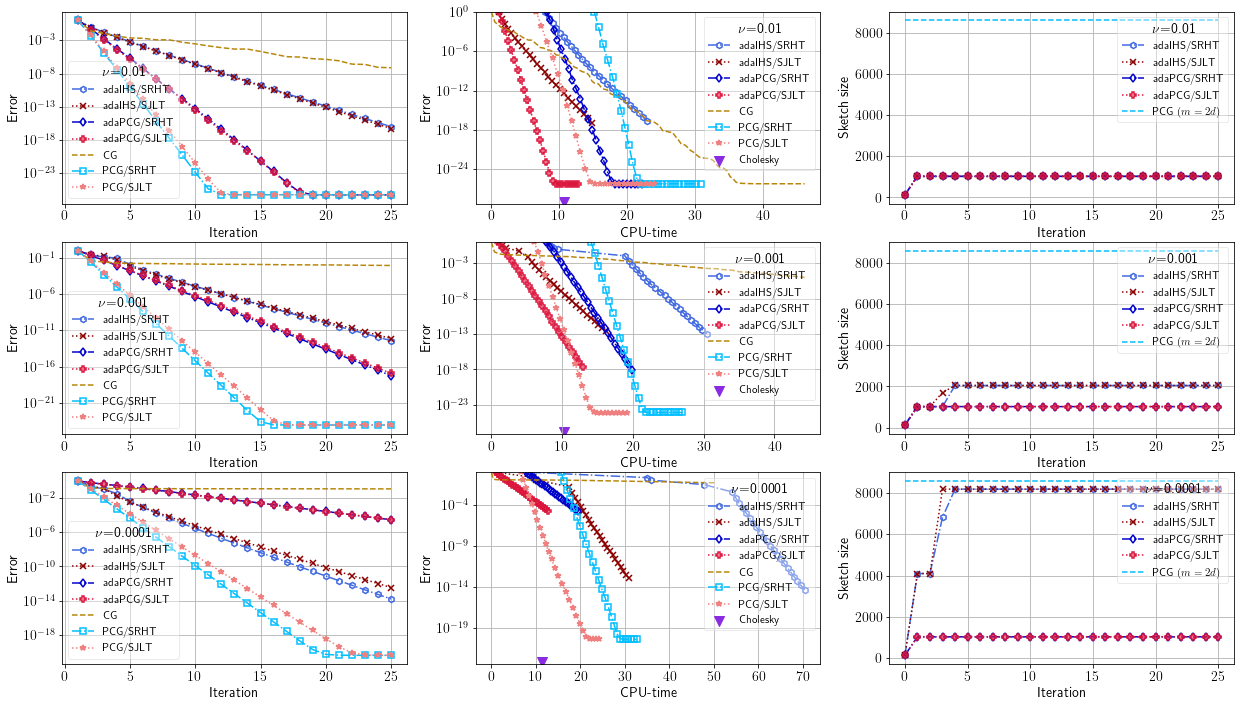 Error
10⁻³
10⁻⁸
10⁻¹³
10⁻¹⁸
10⁻²³
ν=0.01
adaIHS/SRHT
adaIHS/SJLT
adaPCG/SRHT
adaPCG/SJLT
CG
PCG/SRHT
PCG/SJLT
0 5 10 15 20 25
Iteration
Error
10⁰
10⁻⁶
10⁻¹²
10⁻¹⁸
10⁻²⁴
ν=0.01
adaIHS/SRHT
adaIHS/SJLT
adaPCG/SRHT
adaPCG/SJLT
CG
PCG/SRHT
PCG/SJLT
Cholesky
0 20 40
CPU-time
Sketch size
8000
6000
4000
2000
0
ν=0.01
adaIHS/SRHT
adaIHS/SJLT
adaPCG/SRHT
adaPCG/SJLT
PCG (m = 2d)
0 5 10 15 20 25
Iteration
Error
10⁻¹
10⁻⁶
10⁻¹¹
10⁻¹⁶
10⁻²¹
ν=0.001
adaIHS/SRHT
adaIHS/SJLT
adaPCG/SRHT
adaPCG/SJLT
CG
PCG/SRHT
PCG/SJLT
0 5 10 15 20 25
Iteration
Error
10⁻³
10⁻⁸
10⁻¹³
10⁻¹⁸
10⁻²³
ν=0.001
adaIHS/SRHT
adaIHS/SJLT
adaPCG/SRHT
adaPCG/SJLT
CG
PCG/SRHT
PCG/SJLT
Cholesky
0 10 20 30 40
CPU-time
Sketch size
8000
6000
4000
2000
0
ν=0.001
adaIHS/SRHT
adaIHS/SJLT
adaPCG/SRHT
adaPCG/SJLT
PCG (m = 2d)
0 5 10 15 20 25
Iteration
Error
10⁻²
10⁻⁶
10⁻¹⁰
10⁻¹⁴
10⁻¹⁸
ν=0.0001
adaIHS/SRHT
adaIHS/SJLT
adaPCG/SRHT
adaPCG/SJLT
CG
PCG/SRHT
PCG/SJLT
0 5 10 15 20 25
Iteration
Error
10⁻⁴
10⁻⁹
10⁻¹⁴
10⁻¹⁹
ν=0.0001
adaIHS/SRHT
adaIHS/SJLT
adaPCG/SRHT
adaPCG/SJLT
CG
PCG/SRHT
PCG/SJLT
Cholesky
0 10 20 30 40 50 60 70
CPU-time
Sketch size
8000
6000
4000
2000
0
ν=0.0001
adaIHS/SRHT
adaIHS/SJLT
adaPCG/SRHT
adaPCG/SJLT
PCG (m = 2d)
0 5 10 15 20 25
Iteration